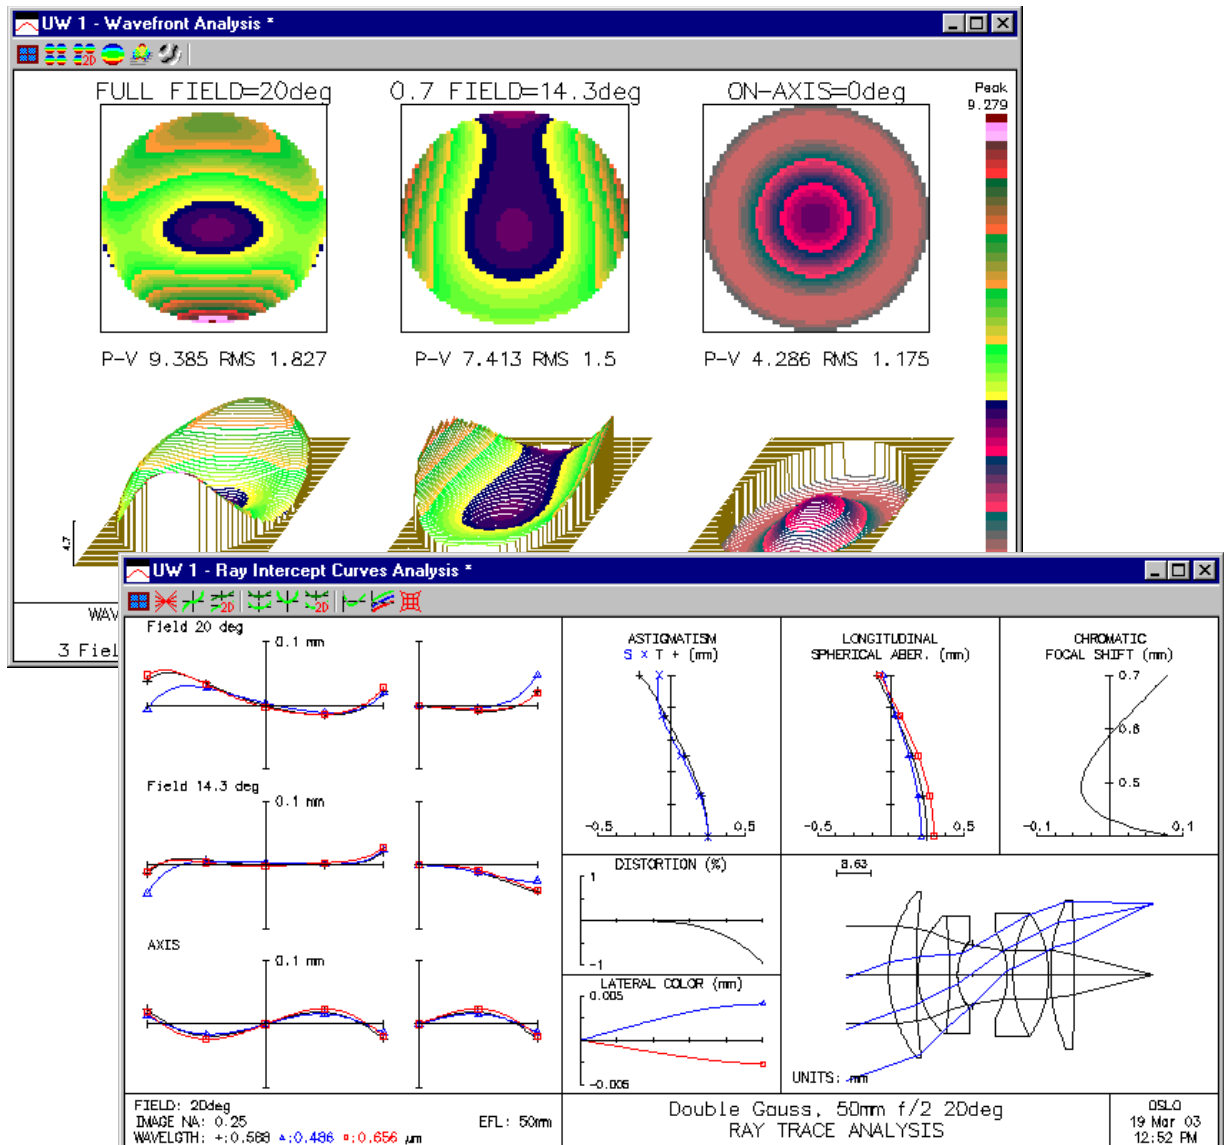 UW 1 - Wavefront Analysis *
2D
FULL FIELD=20deg
0.7 FIELD=14.3deg
ON-AXIS=0deg
Peak
9.279
P-V 9.385 RMS 1.827
P-V 7.413 RMS 1.5
P-V 4.286 RMS 1.175
4.7
WAV
3 Fiel
UW 1 - Ray Intercept Curves Analysis *
2D
2D
Field 20 deg
0.1 mm
Field 14.3 deg
0.1 mm
AXIS
0.1 mm
ASTIGMATISM
S × T + (mm)
-0.5
0.5
LONGITUDINAL
SPHERICAL ABER. (mm)
-0.5
0.5
CHROMATIC
FOCAL SHIFT (mm)
0.7
0.6
0.5
-0.1
0.1
DISTORTION (%)
1
-1
LATERAL COLOR (mm)
0.005
-0.005
8.63
UNITS: mm
FIELD: 20deg
IMAGE NA: 0.25
EFL: 50mm
WAVELGTH: +:0.588 ▵:0.486 ▫:0.656 µm
Double Gauss, 50mm f/2 20deg
RAY TRACE ANALYSIS
OSLO
19 Mar 03
12:52 PM